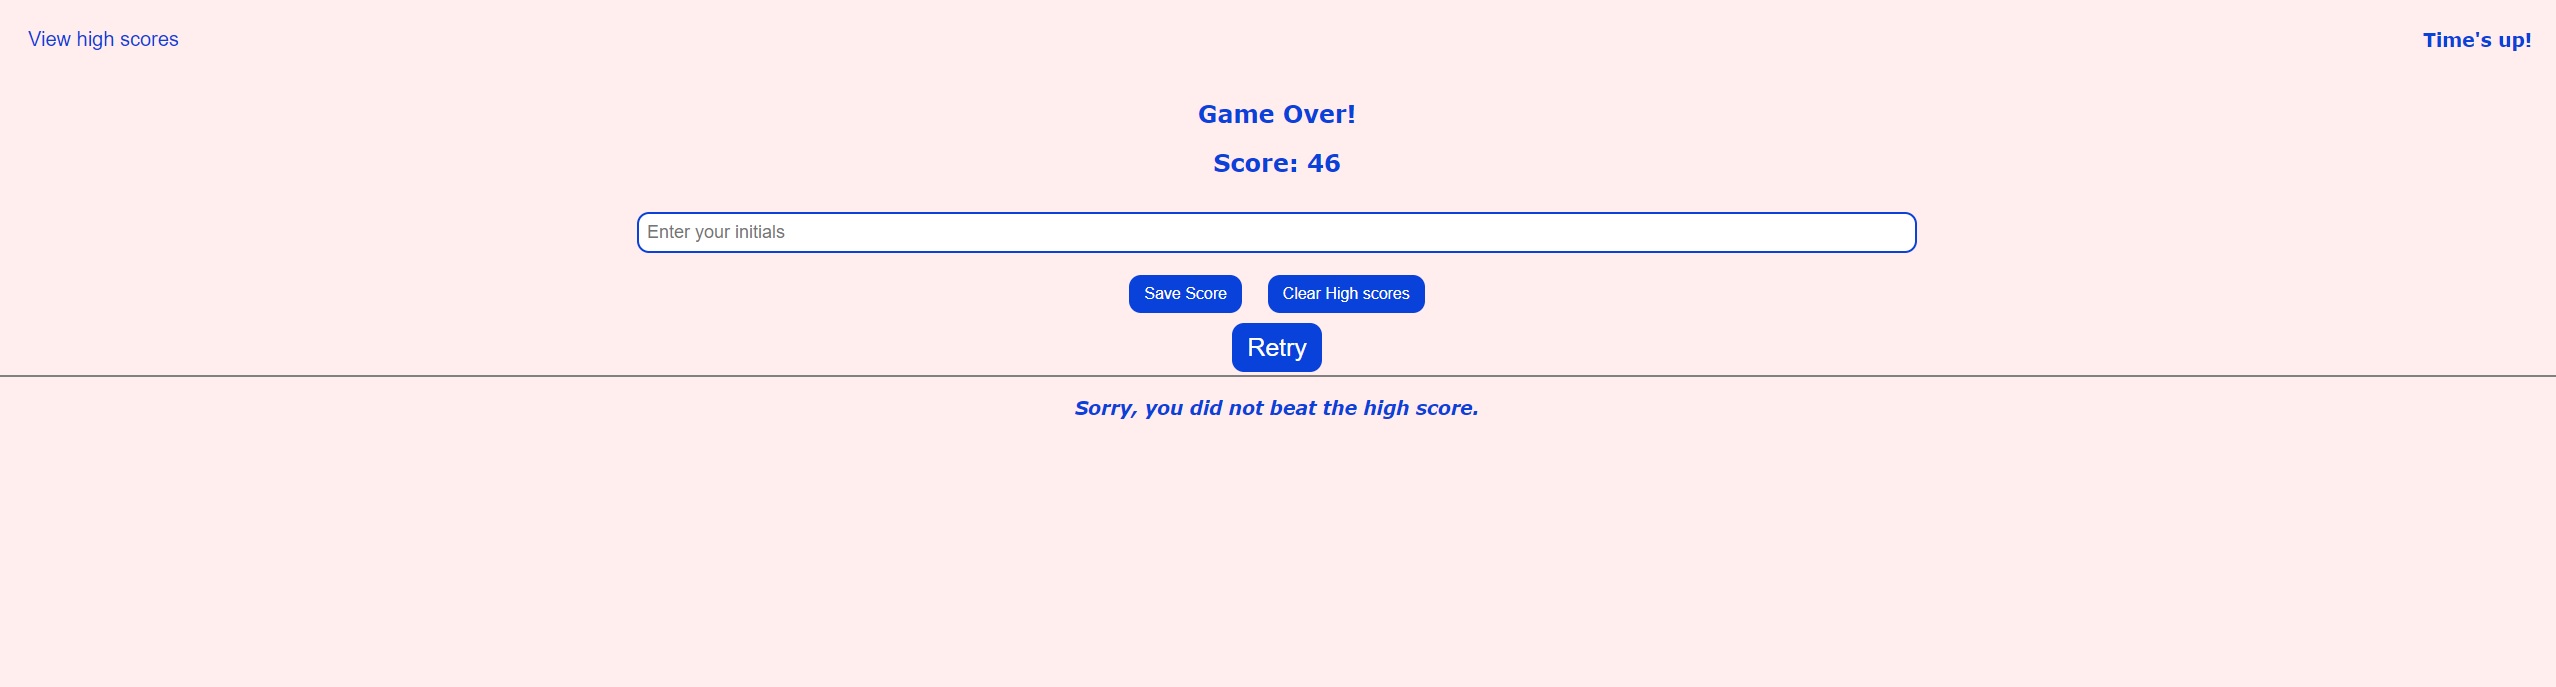 View high scores
Time's up!
Game Over!
Score: 46
Enter your initials
Save Score
Clear High scores
Retry
Sorry, you did not beat the high score.